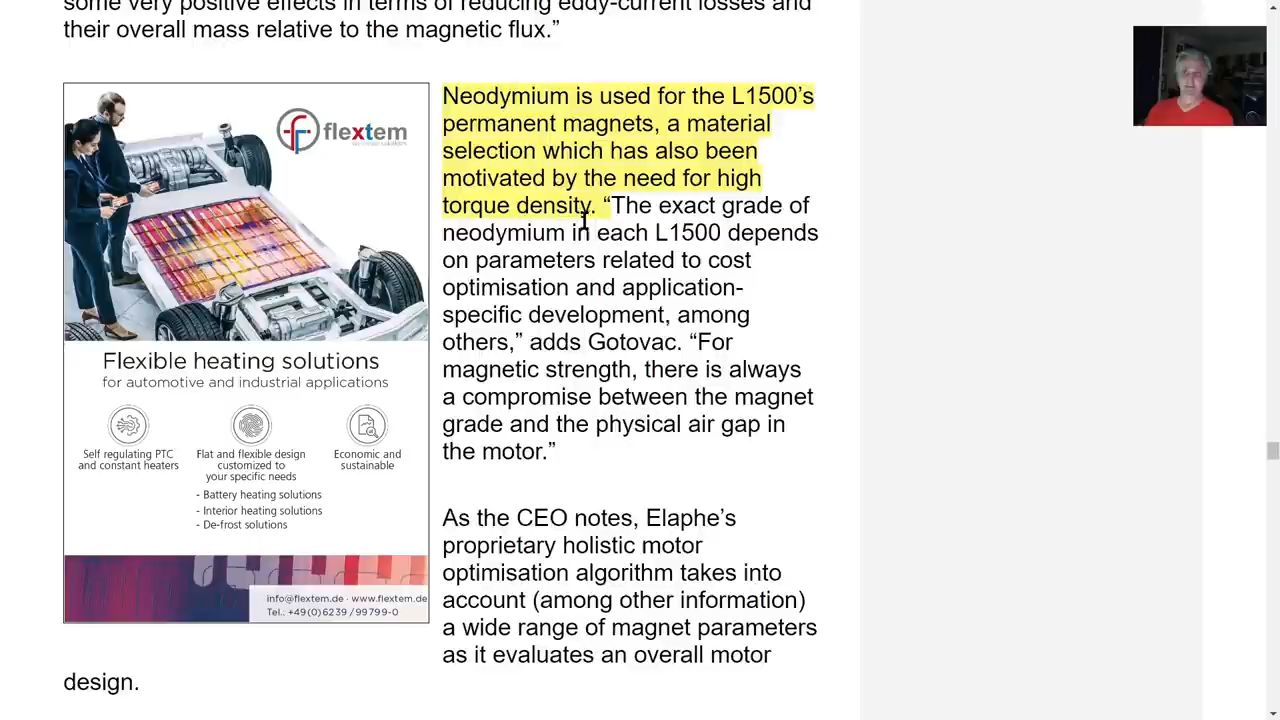 some very positive effects in terms of reducing eddy-current losses and
their overall mass relative to the magnetic flux.”
flextem
Flexible heating solutions
for automotive and industrial applications
Self regulating PTC
and constant heaters
Flat and flexible design
customized to
your specific needs
- Battery heating solutions
- Interior heating solutions
- De-frost solutions
Economic and
sustainable
info@flextem.de · www.flextem.de
Tel.: +49(0)6239/99799-0
Neodymium is used for the L1500’s
permanent magnets, a material
selection which has also been
motivated by the need for high
torque density. “The exact grade of
neodymium in each L1500 depends
on parameters related to cost
optimisation and application-
specific development, among
others,” adds Gotovac. “For
magnetic strength, there is always
a compromise between the magnet
grade and the physical air gap in
the motor.”
As the CEO notes, Elaphe’s
proprietary holistic motor
optimisation algorithm takes into
account (among other information)
a wide range of magnet parameters
as it evaluates an overall motor
design.